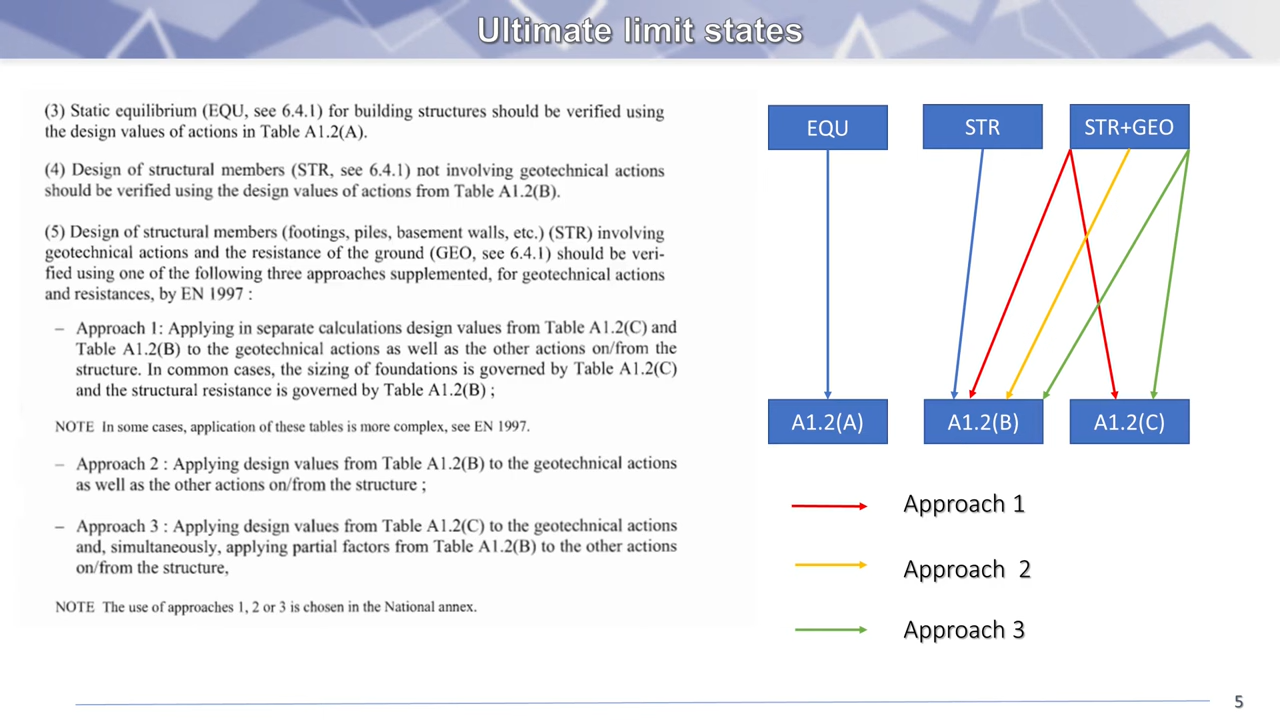 Ultimate limit states
(3) Static equilibrium (EQU, see 6.4.1) for building structures should be verified using
the design values of actions in Table A1.2(A).
(4) Design of structural members (STR, see 6.4.1) not involving geotechnical actions
should be verified using the design values of actions from Table A1.2(B).
(5) Design of structural members (footings, piles, basement walls, etc.) (STR) involving
geotechnical actions and the resistance of the ground (GEO, see 6.4.1) should be veri-
fied using one of the following three approaches supplemented, for geotechnical actions
and resistances, by EN 1997 :
– Approach 1: Applying in separate calculations design values from Table A1.2(C) and
Table A1.2(B) to the geotechnical actions as well as the other actions on/from the
structure. In common cases, the sizing of foundations is governed by Table A1.2(C)
and the structural resistance is governed by Table A1.2(B) ;
NOTE In some cases, application of these tables is more complex, see EN 1997.
– Approach 2 : Applying design values from Table A1.2(B) to the geotechnical actions
as well as the other actions on/from the structure ;
– Approach 3 : Applying design values from Table A1.2(C) to the geotechnical actions
and, simultaneously, applying partial factors from Table A1.2(B) to the other actions
on/from the structure,
NOTE The use of approaches 1, 2 or 3 is chosen in the National annex.
EQU
STR
STR+GEO
A1.2(A)
A1.2(B)
A1.2(C)
Approach 1
Approach 2
Approach 3
5